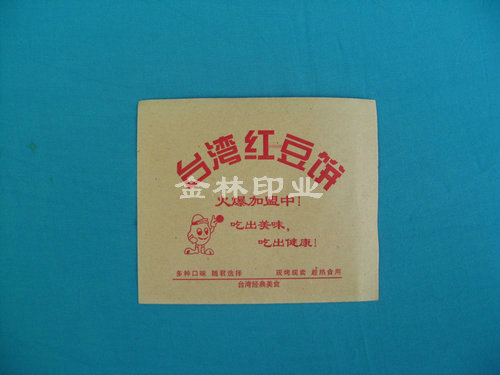 台湾红豆饼
金林印业
火爆加盟中!
吃出美味,
吃出健康!
多种口味 随君选择 现烤现卖 趁热食用
台湾经典美食